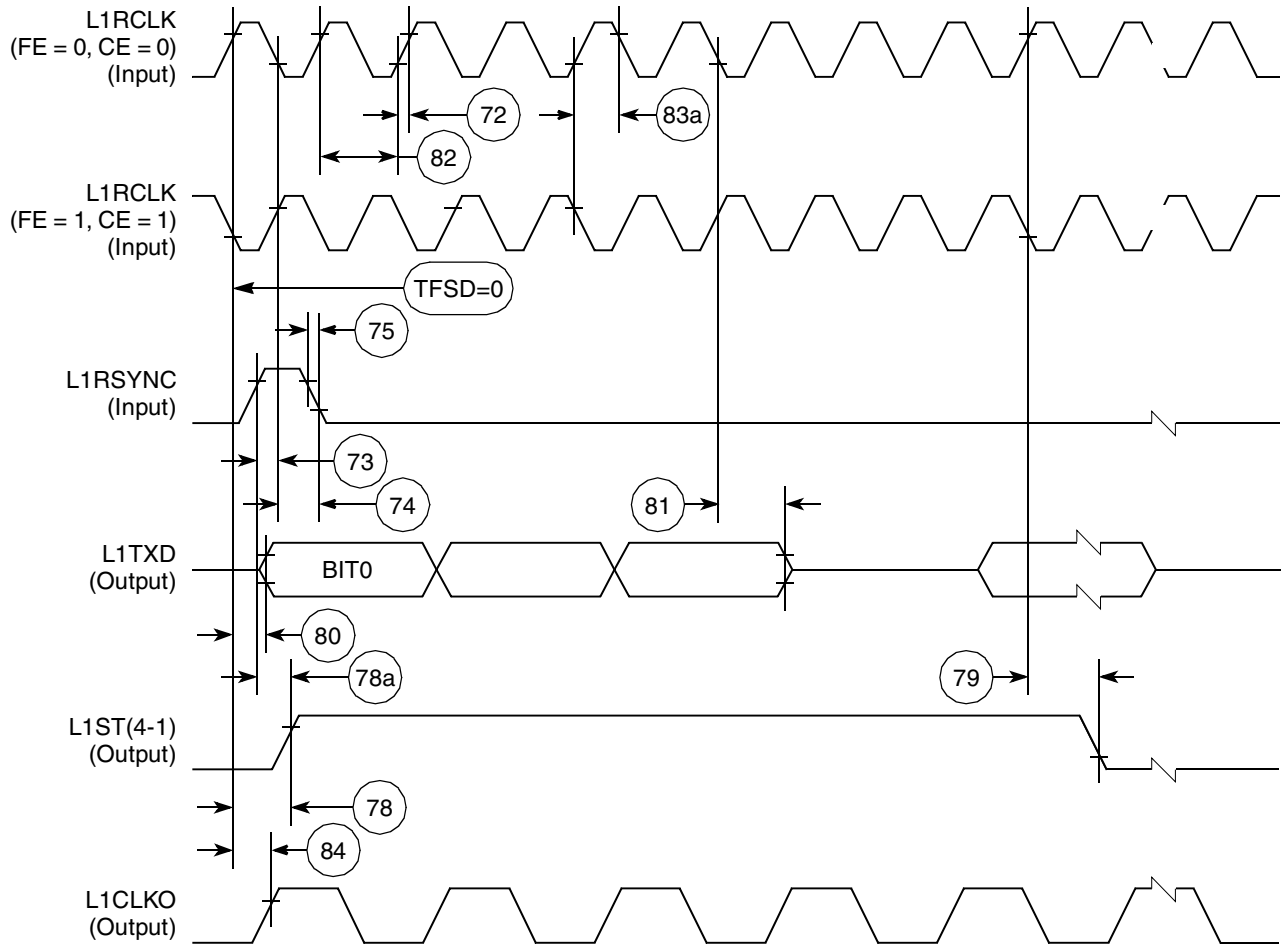 L1RCLK
(FE = 0, CE = 0)
(Input)
72
83a
82
L1RCLK
(FE = 1, CE = 1)
(Input)
TFSD=0
75
L1RSYNC
(Input)
73
74
81
L1TXD
(Output)
BIT0
80
78a
79
L1ST(4-1)
(Output)
78
84
L1CLKO
(Output)